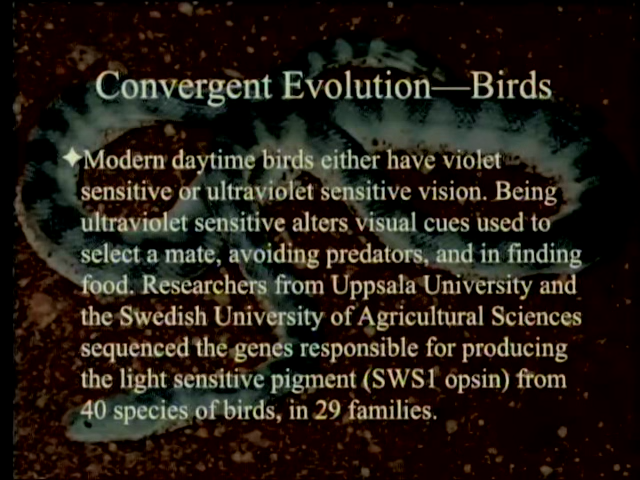 Convergent Evolution—Birds
Modern daytime birds either have violet
sensitive or ultraviolet sensitive vision. Being
ultraviolet sensitive alters visual cues used to
select a mate, avoiding predators, and in finding
food. Researchers from Uppsala University and
the Swedish University of Agricultural Sciences
sequenced the genes responsible for producing
the light sensitive pigment (SWS1 opsin) from
40 species of birds, in 29 families.